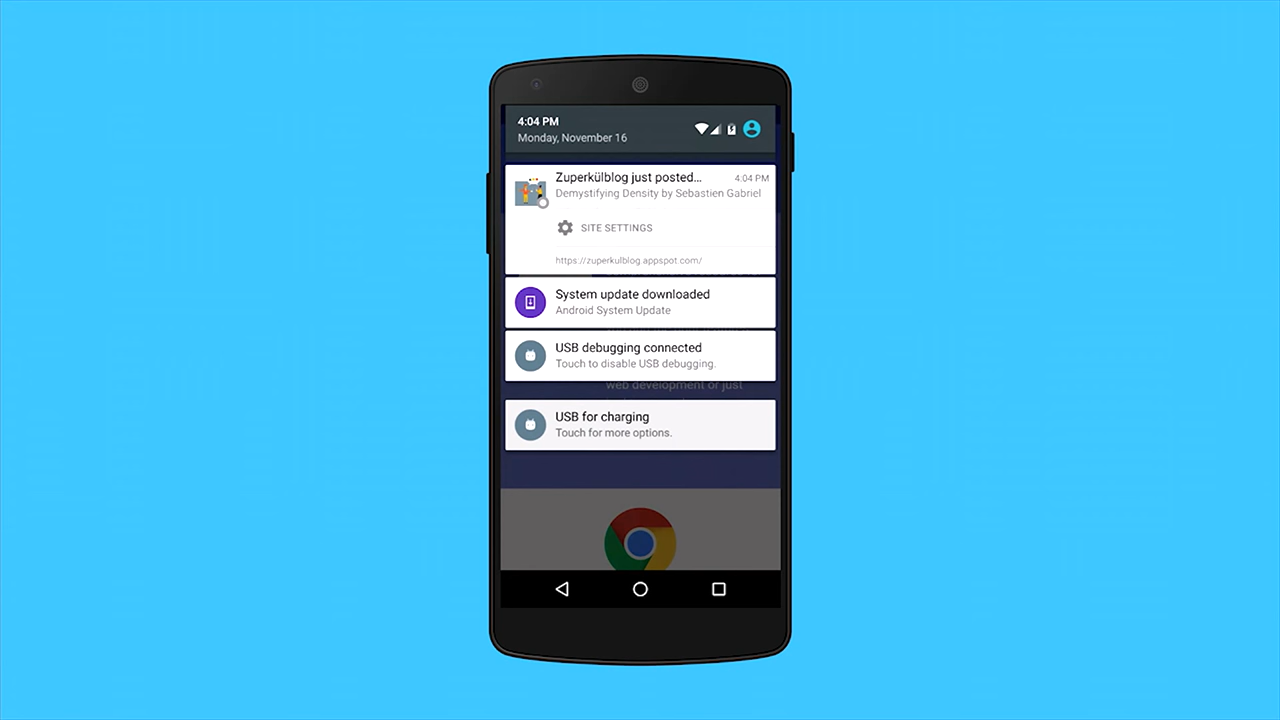 4:04 PM
Monday, November 16
Zuperkülblog just posted... 4:04 PM
Demystifying Density by Sebastien Gabriel
SITE SETTINGS
https://zuperkulblog.appspot.com/
System update downloaded
Android System Update
USB debugging connected
Touch to disable USB debugging.
web development or just
USB for charging
Touch for more options.